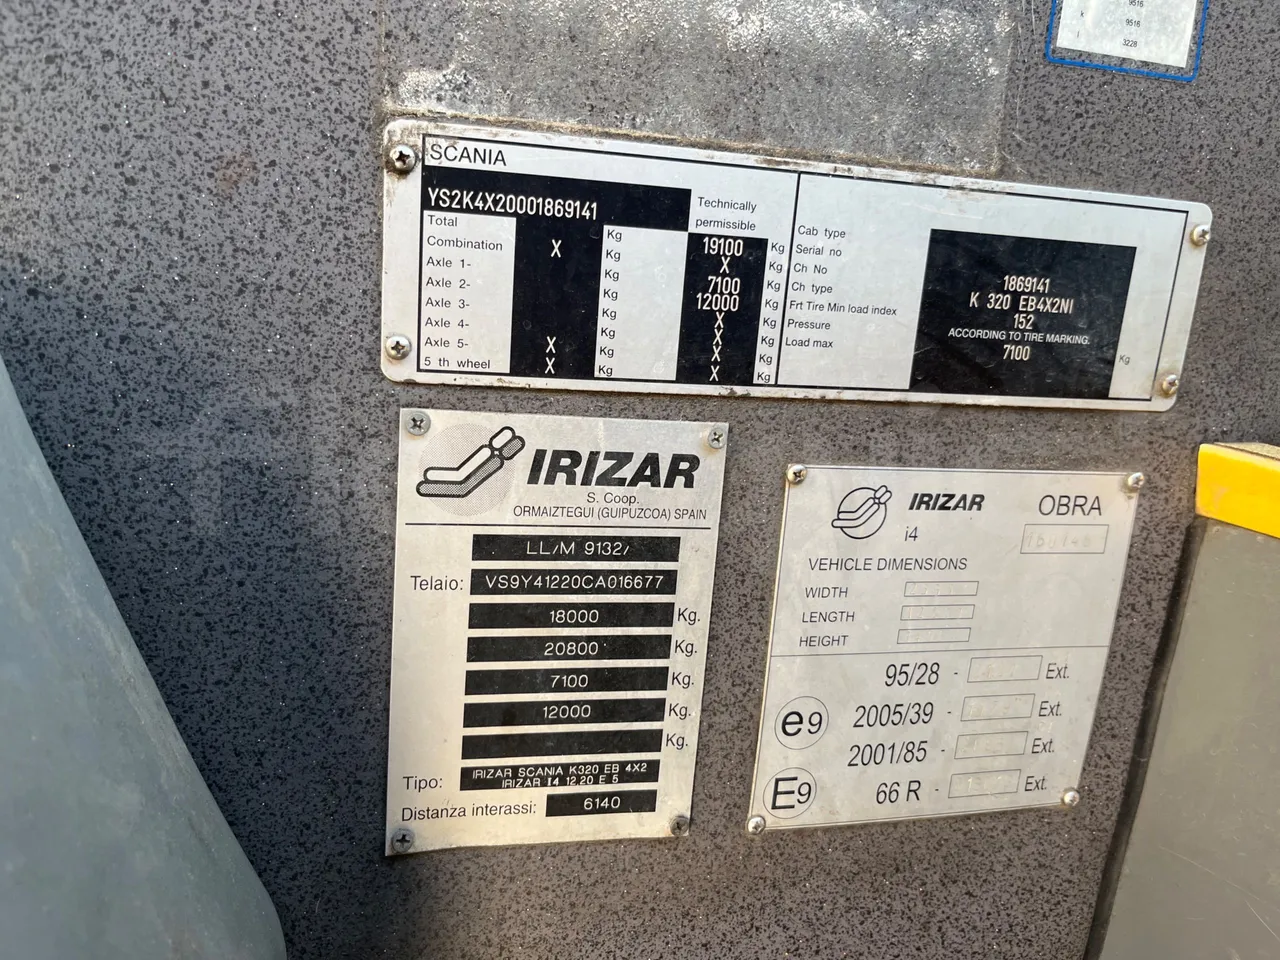 9516
k 9516
l 3228
SCANIA
YS2K4X20001869141
Technically
permissible
Total Kg 19100 Kg
Combination X Kg X Kg
Axle 1- Kg 7100 Kg
Axle 2- Kg 12000 Kg
Axle 3- Kg X Kg
Axle 4- Kg X Kg
Axle 5- X Kg X Kg
5 th wheel X Kg X Kg
Cab type
Serial no 1869141
Ch No
Ch type K 320 EB4X2NI
Frt Tire Min load index 152
Pressure ACCORDING TO TIRE MARKING.
Load max 7100 Kg
IRIZAR
S. Coop.
ORMAIZTEGUI (GUIPUZCOA) SPAIN
LL/M 9132/
Telaio: VS9Y41220CA016677
18000 Kg.
20800 Kg.
7100 Kg.
12000 Kg.
Kg.
Tipo: IRIZAR SCANIA K320 EB 4X2
IRIZAR I4 12,20 E 5
Distanza interassi: 6140
IRIZAR OBRA
i4
VEHICLE DIMENSIONS
WIDTH
LENGTH
HEIGHT
95/28 - Ext.
e9 2005/39 - Ext.
2001/85 - Ext.
E9 66 R - Ext.